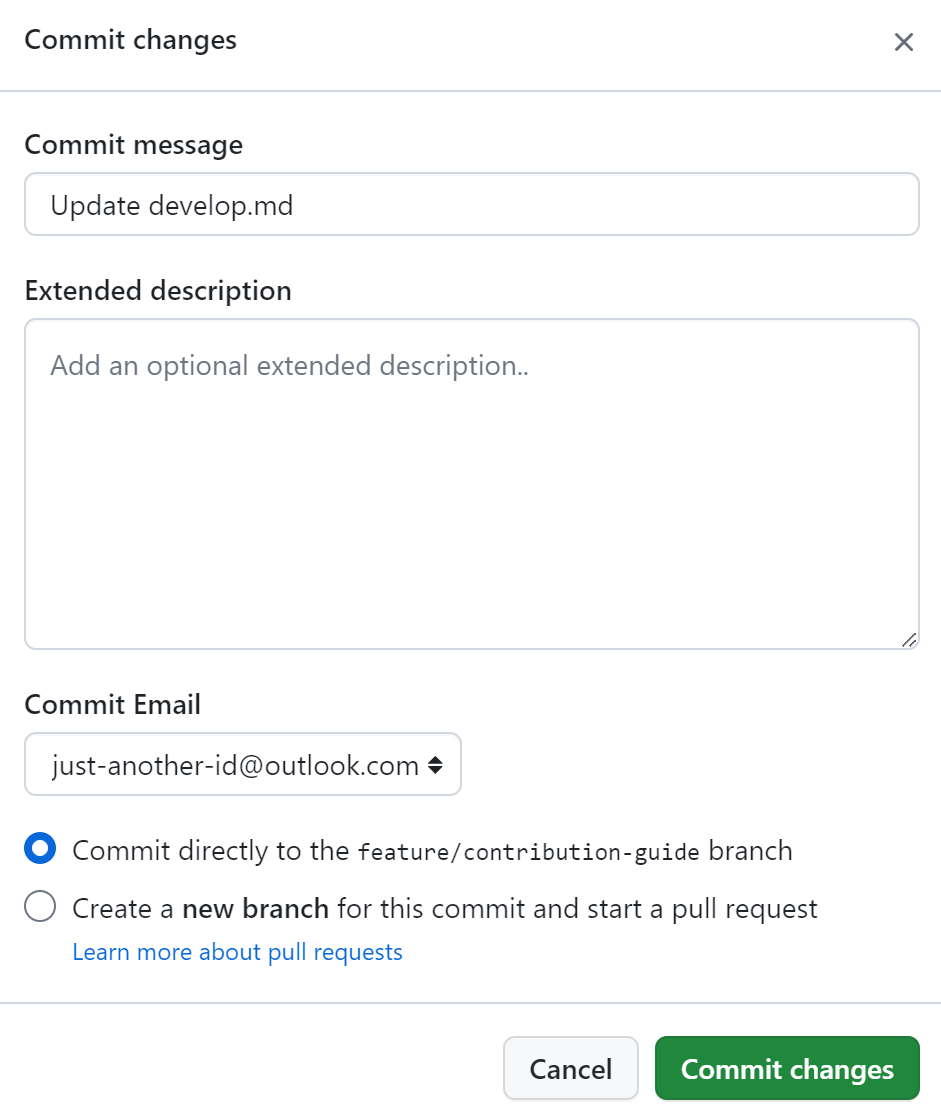 Commit changes
Commit message
Update develop.md
Extended description
Add an optional extended description..
Commit Email
just-another-id@outlook.com
Commit directly to the feature/contribution-guide branch
Create a new branch for this commit and start a pull request
Learn more about pull requests
Cancel
Commit changes